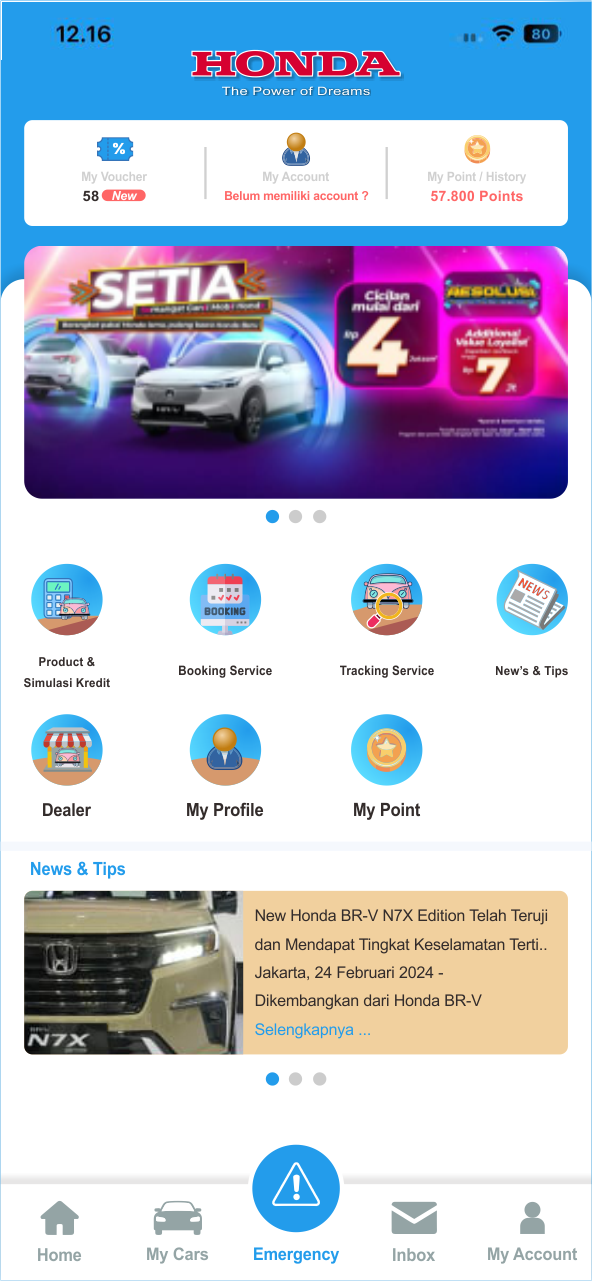 12.16
80
HONDA
The Power of Dreams
%
My Voucher
58 New
My Account
Belum memiliki account ?
My Point / History
57.800 Points
SETIA
Cicilan
mulai dari
Rp 4 Jutaan*
RESOLUSI
Additional
Value Loyalist*
Rp 7 Jt
HR-V
BOOKING
NEWS
Product &
Simulasi Kredit
Booking Service
Tracking Service
New's & Tips
Dealer
My Profile
My Point
News & Tips
BR-V
N7X
New Honda BR-V N7X Edition Telah Teruji
dan Mendapat Tingkat Keselamatan Terti..
Jakarta, 24 Februari 2024 -
Dikembangkan dari Honda BR-V
Selengkapnya ...
Home
My Cars
Emergency
Inbox
My Account